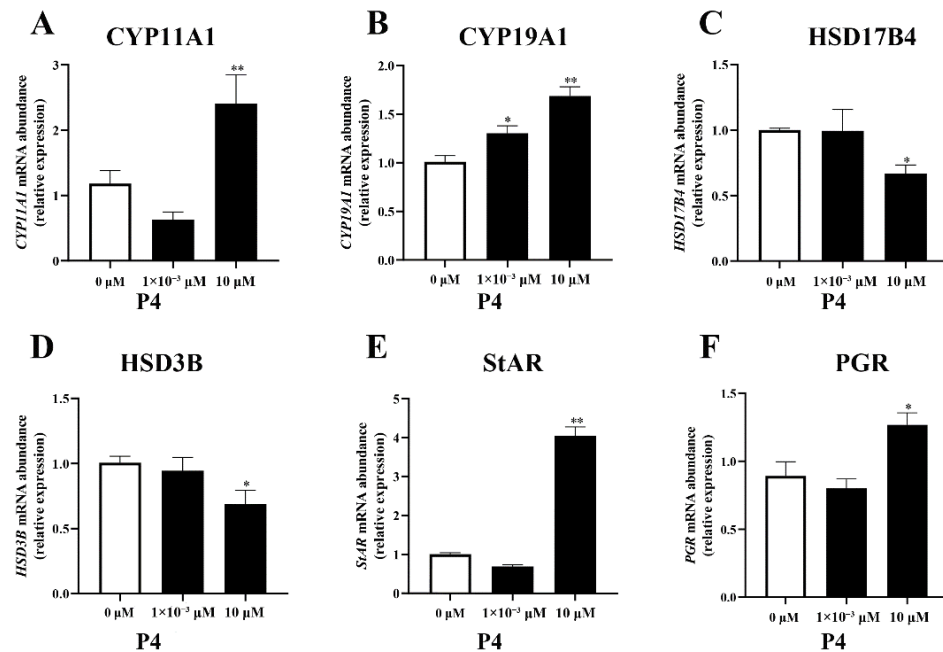 A
CYP11A1
CYP11A1 mRNA abundance
(relative expression)
3
2
1
0
**
0 μM
1×10⁻³ μM
10 μM
P4
B
CYP19A1
CYP19A1 mRNA abundance
(relative expression)
2.0
1.5
1.0
0.5
0.0
*
**
0 μM
1×10⁻³ μM
10 μM
P4
C
HSD17B4
HSD17B4 mRNA abundance
(relative expression)
1.5
1.0
0.5
0.0
*
0 μM
1×10⁻³ μM
10 μM
P4
D
HSD3B
HSD3B mRNA abundance
(relative expression)
1.5
1.0
0.5
0.0
*
0 μM
1×10⁻³ μM
10 μM
P4
E
StAR
StAR mRNA abundance
(relative expression)
5
4
3
2
1
0
**
0 μM
1×10⁻³ μM
10 μM
P4
F
PGR
PGR mRNA abundance
(relative expression)
1.5
1.0
0.5
0.0
*
0 μM
1×10⁻³ μM
10 μM
P4